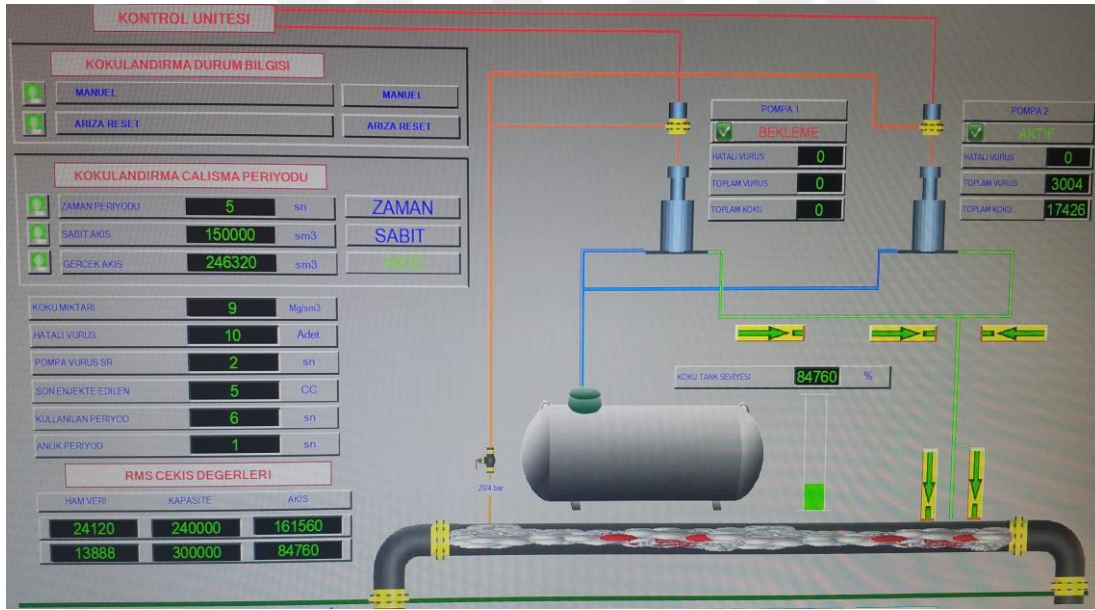 KONTROL UNITESI
KOKULANDIRMA DURUM BILGISI
MANUEL MANUEL
ARIZA RESET ARIZA RESET
KOKULANDIRMA CALISMA PERIYODU
ZAMAN PERIYODU 5 sn ZAMAN
SABIT AKIS 150000 sm3 SABIT
GERCEK AKIS 246320 sm3
KOKU MIKTARI 9 Mg/sm3
HATALI VURUS 10 Adet
POMPA VURUS SR 2 sn
SON ENJEKTE EDILEN 5 CC
KULLANILAN PERIYOD 6 sn
ANLIK PERIYOD 1 sn
RMS CEKIS DEGERLERI
HAM VERI KAPASITE AKIS
24120 240000 161560
13888 300000 84760
POMPA 1
BEKLEME
HATALI VURUS 0
TOPLAM VURUS 0
TOPLAM KOKU 0
POMPA 2
AKTIF
HATALI VURUS 0
TOPLAM VURUS 3004
TOPLAM KOKU 17426
KOKU TANK SEVIYESI 84760 %
20/4 bar